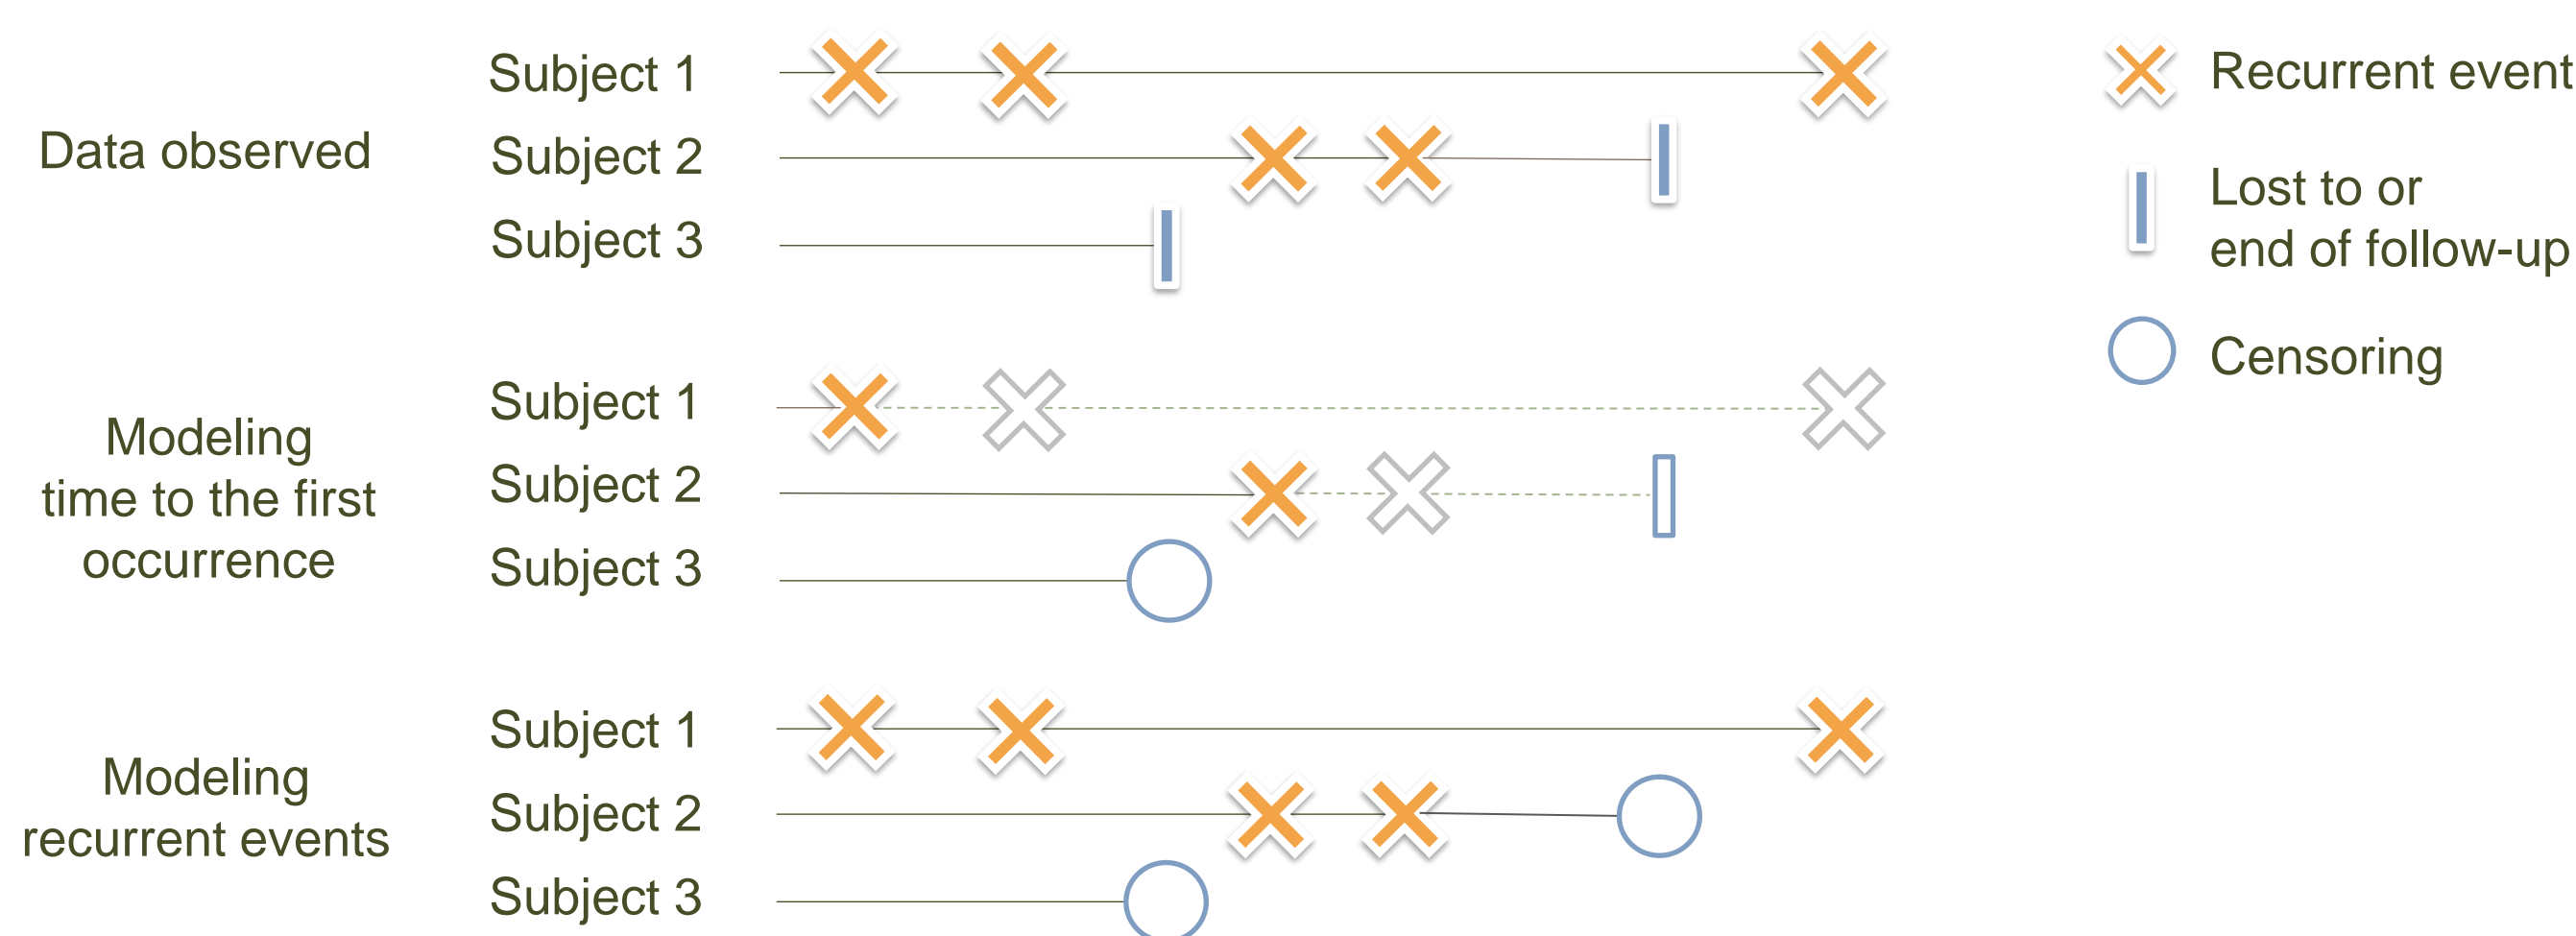 Data observed
Subject 1
Subject 2
Subject 3
Modeling
time to the first
occurrence
Subject 1
Subject 2
Subject 3
Modeling
recurrent events
Subject 1
Subject 2
Subject 3
Recurrent event
Lost to or
end of follow-up
Censoring